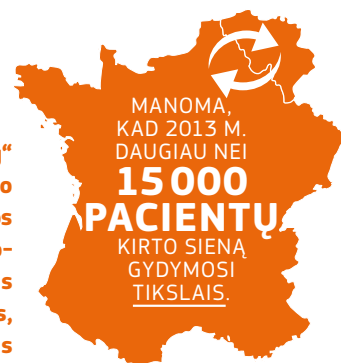 MANOMA,
KAD 2013 M.
DAUGIAU NEI
15 000
PACIENTŲ
KIRTO SIENĄ
GYDYMOSI
TIKSLAIS.